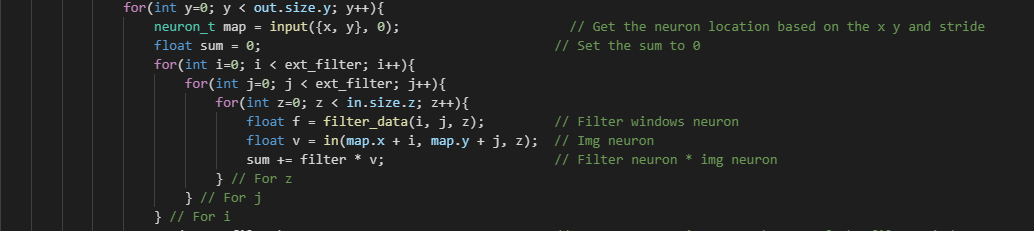 for(int y=0; y < out.size.y; y++){
neuron_t map = input({x, y}, 0); // Get the neuron location based on the x y and stride
float sum = 0; // Set the sum to 0
for(int i=0; i < ext_filter; i++){
for(int j=0; j < ext_filter; j++){
for(int z=0; z < in.size.z; z++){
float f = filter_data(i, j, z); // Filter windows neuron
float v = in(map.x + i, map.y + j, z); // Img neuron
sum += filter * v; // Filter neuron * img neuron
} // For z
} // For j
} // For i